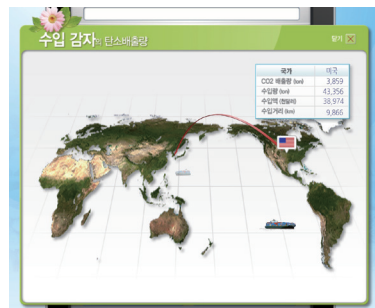 수입 감자의 탄소배출량
닫기
국가 미국
CO2 배출량 (ton) 3,859
수입량 (ton) 43,356
수입액 (천달러) 38,974
수입거리 (km) 9,866